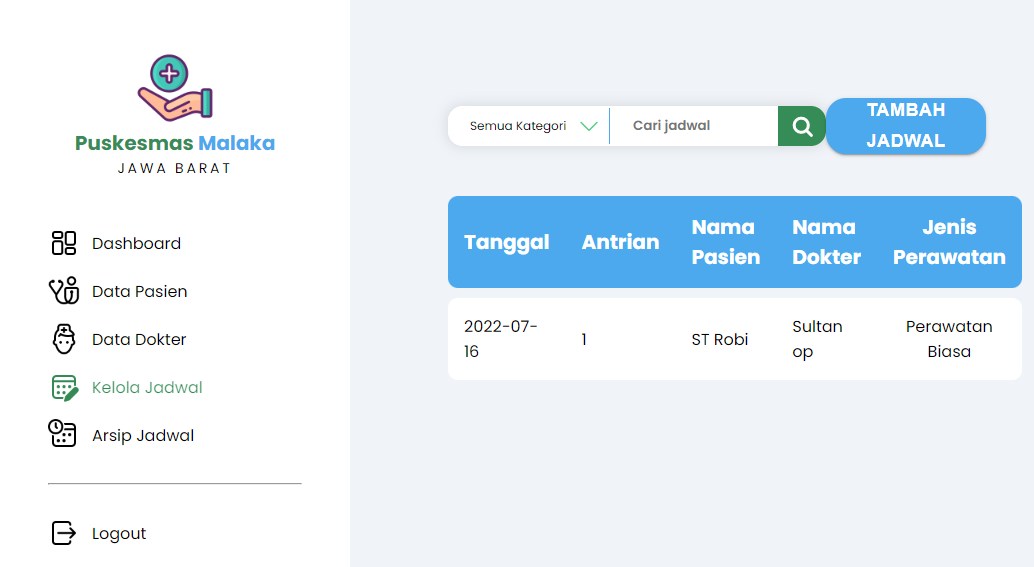 Puskesmas Malaka
JAWA BARAT
Dashboard
Data Pasien
Data Dokter
Kelola Jadwal
Arsip Jadwal
Logout
Semua Kategori
Cari jadwal
TAMBAH
JADWAL
Tanggal
Antrian
Nama
Pasien
Nama
Dokter
Jenis
Perawatan
2022-07-
16
1
ST Robi
Sultan
op
Perawatan
Biasa